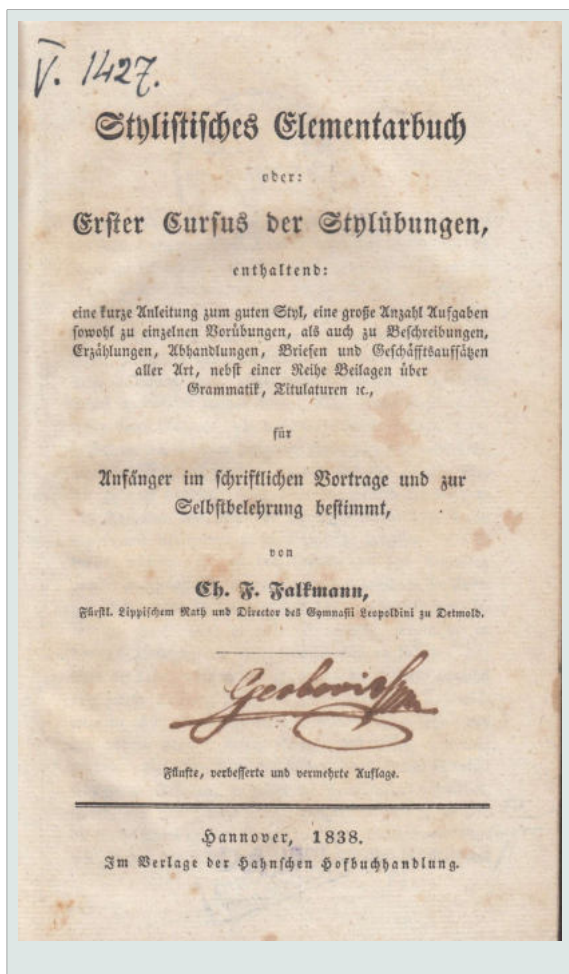 V. 1427.
Stylistisches Elementarbuch
oder:
Erster Cursus der Stylübungen,
enthaltend:
eine kurze Anleitung zum guten Styl, eine große Anzahl Aufgaben
sowohl zu einzelnen Vorübungen, als auch zu Beschreibungen,
Erzählungen, Abhandlungen, Briefen und Geschäfftsauffätzen
aller Art, nebst einer Reihe Beilagen über
Grammatik, Titulaturen ꝛc.,
für
Anfänger im schriftlichen Vortrage und zur
Selbstbelehrung bestimmt,
von
Ch. F. Falkmann,
Fürstl. Lippischem Rath und Director des Gymnasii Leopoldini zu Detmold.
Fünfte, verbesserte und vermehrte Auflage.
Hannover, 1838.
Im Verlage der Hahnschen Hofbuchhandlung.